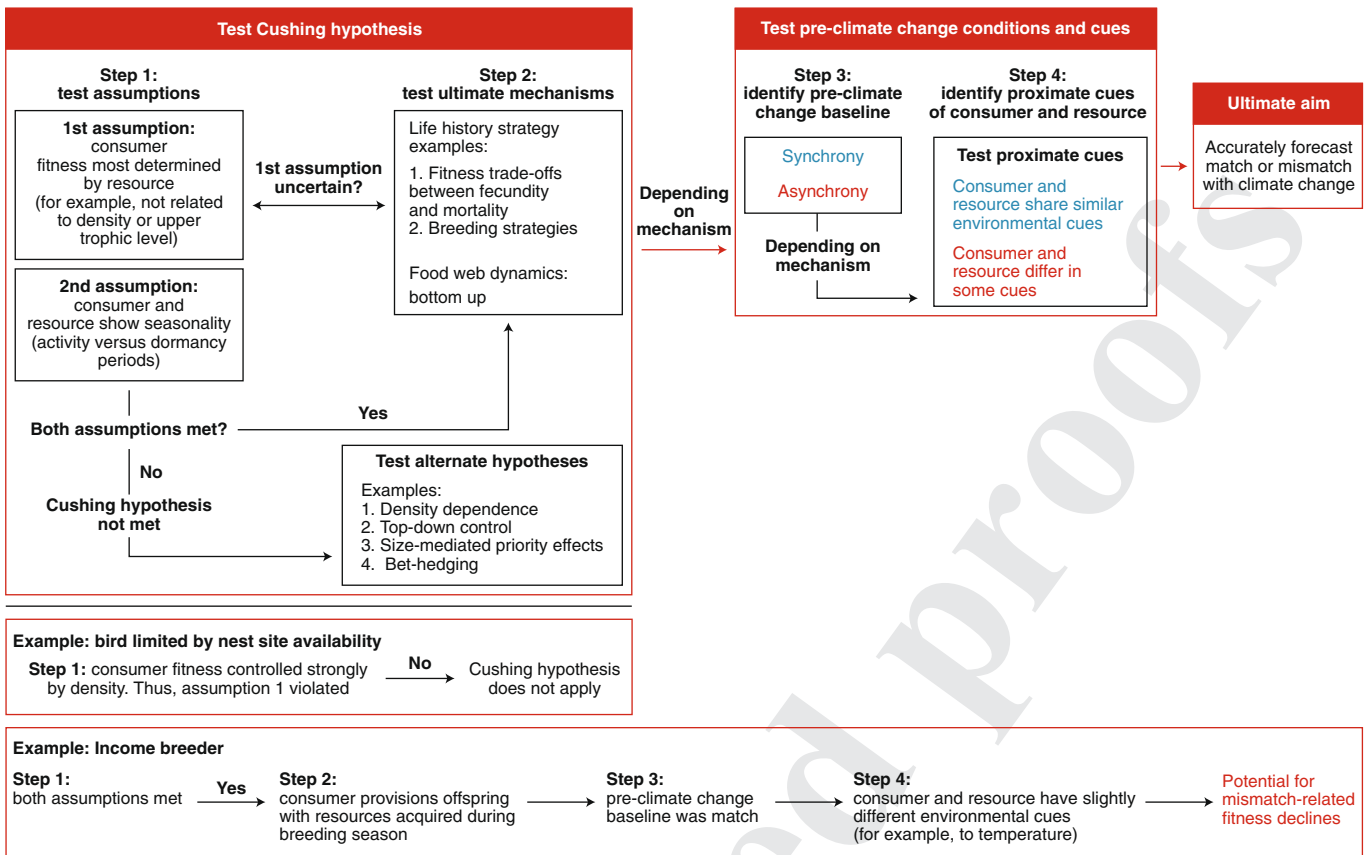 Test Cushing hypothesis
Step 1:
test assumptions
1st assumption:
consumer
fitness most determined
by resource
(for example, not related
to density or upper
trophic level)
2nd assumption:
consumer and
resource show seasonality
(activity versus dormancy
periods)
1st assumption
uncertain?
Step 2:
test ultimate mechanisms
Life history strategy
examples:
1. Fitness trade-offs
between fecundity
and mortality
2. Breeding strategies
Food web dynamics:
bottom up
Both assumptions met?
Yes
No
Cushing hypothesis
not met
Test alternate hypotheses
Examples:
1. Density dependence
2. Top-down control
3. Size-mediated priority effects
4. Bet-hedging
Depending
on
mechanism
Test pre-climate change conditions and cues
Step 3:
identify pre-climate
change baseline
Synchrony
Asynchrony
Depending on
mechanism
Step 4:
identify proximate cues
of consumer and resource
Test proximate cues
Consumer and
resource share similar
environmental cues
Consumer and
resource differ in
some cues
Ultimate aim
Accurately forecast
match or mismatch
with climate change
Example: bird limited by nest site availability
Step 1: consumer fitness controlled strongly
by density. Thus, assumption 1 violated
No
Cushing hypothesis
does not apply
Example: Income breeder
Step 1:
both assumptions met
Yes
Step 2:
consumer provisions offspring
with resources acquired during
breeding season
Step 3:
pre-climate change
baseline was match
Step 4:
consumer and resource have slightly
different environmental cues
(for example, to temperature)
Potential for
mismatch-related
fitness declines
ed proofs